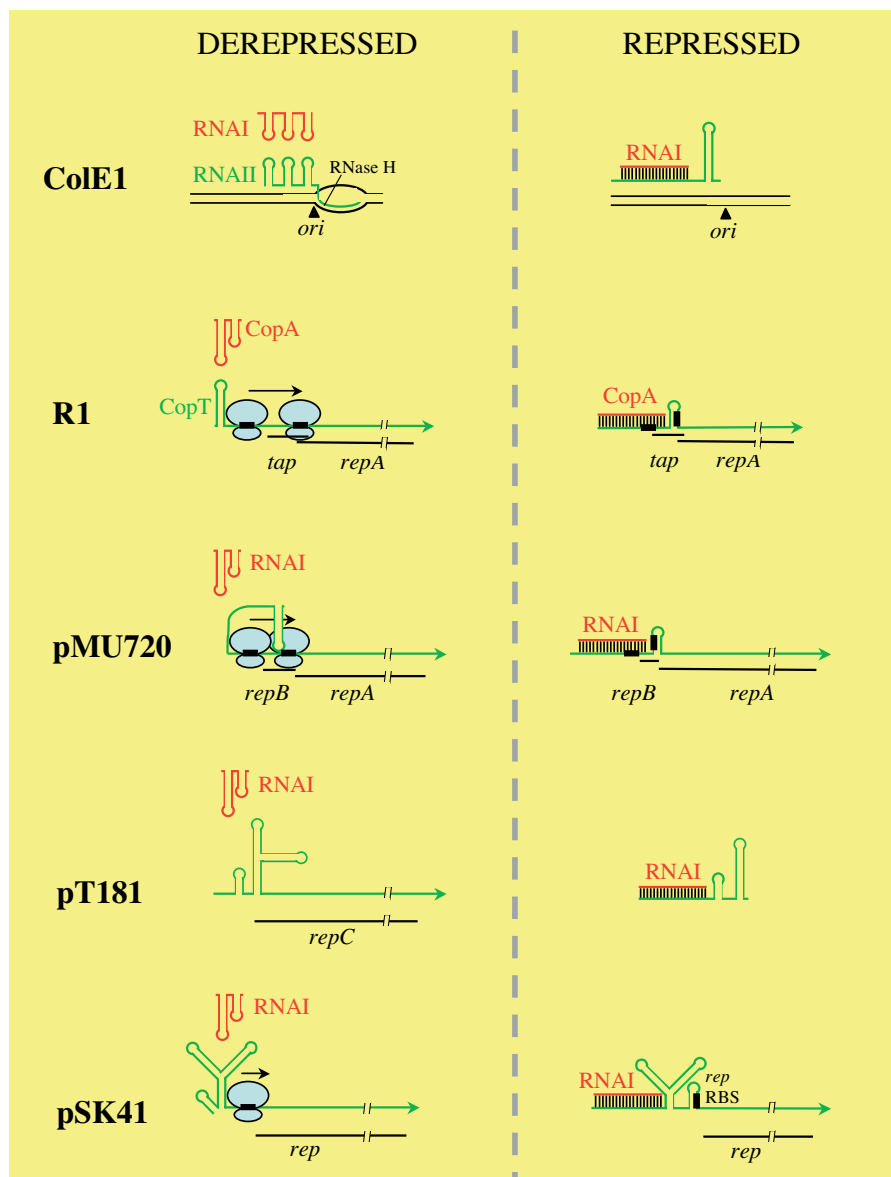 DEREPRESSED REPRESSED
ColE1
RNAI
RNAII
RNase H
ori
RNAI
ori
R1
CopA
CopT
tap repA
CopA
tap repA
pMU720
RNAI
repB repA
RNAI
repB repA
pT181
RNAI
repC
RNAI
pSK41
RNAI
rep
RNAI
rep
RBS
rep